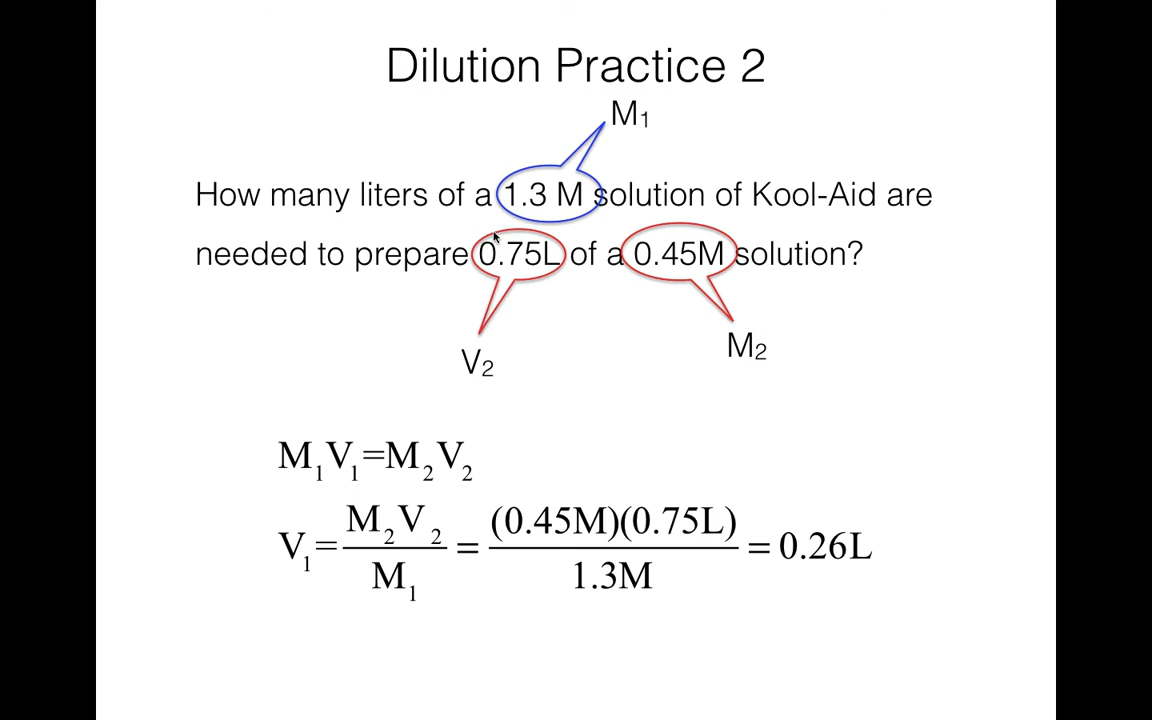 Dilution Practice 2
M₁
How many liters of a 1.3 M solution of Kool-Aid are
needed to prepare 0.75L of a 0.45M solution?
V₂
M₂
M₁V₁=M₂V₂
V₁= M₂V₂ / M₁ = (0.45M)(0.75L) / 1.3M = 0.26L